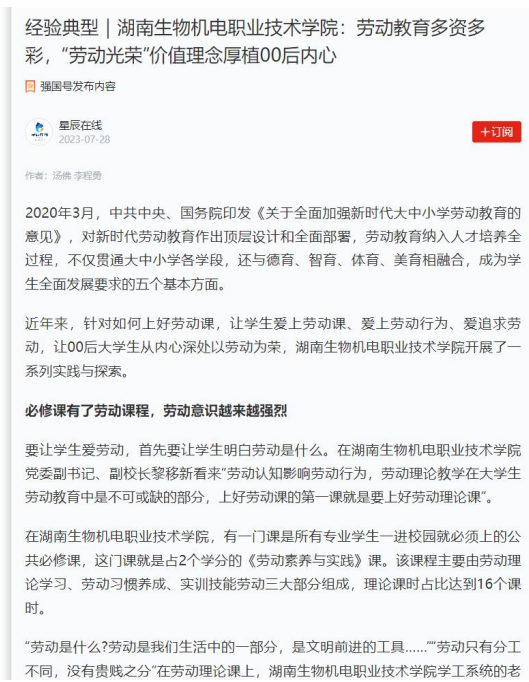 经验典型｜湖南生物机电职业技术学院：劳动教育多资多
彩，“劳动光荣”价值理念厚植00后内心
强国号发布内容
星辰在线
2023-07-28
＋订阅
作者：汤佛 李程勇
2020年3月，中共中央、国务院印发《关于全面加强新时代大中小学劳动教育的
意见》，对新时代劳动教育作出顶层设计和全面部署，劳动教育纳入人才培养全
过程，不仅贯通大中小学各学段，还与德育、智育、体育、美育相融合，成为学
生全面发展要求的五个基本方面。
近年来，针对如何上好劳动课，让学生爱上劳动课、爱上劳动行为、爱追求劳
动，让00后大学生从内心深处以劳动为荣，湖南生物机电职业技术学院开展了一
系列实践与探索。
必修课有了劳动课程，劳动意识越来越强烈
要让学生爱劳动，首先要让学生明白劳动是什么。在湖南生物机电职业技术学院
党委副书记、副校长黎移新看来“劳动认知影响劳动行为，劳动理论教学在大学生
劳动教育中是不可或缺的部分，上好劳动课的第一课就是要上好劳动理论课”。
在湖南生物机电职业技术学院，有一门课是所有专业学生一进校园就必须上的公
共必修课，这门课就是占2个学分的《劳动素养与实践》课。该课程主要由劳动理
论学习、劳动习惯养成、实训技能劳动三大部分组成，理论课时占比达到16个课
时。
“劳动是什么?劳动是我们生活中的一部分，是文明前进的工具……”“劳动只有分工
不同，没有贵贱之分”在劳动理论课上，湖南生物机电职业技术学院学工系统的老